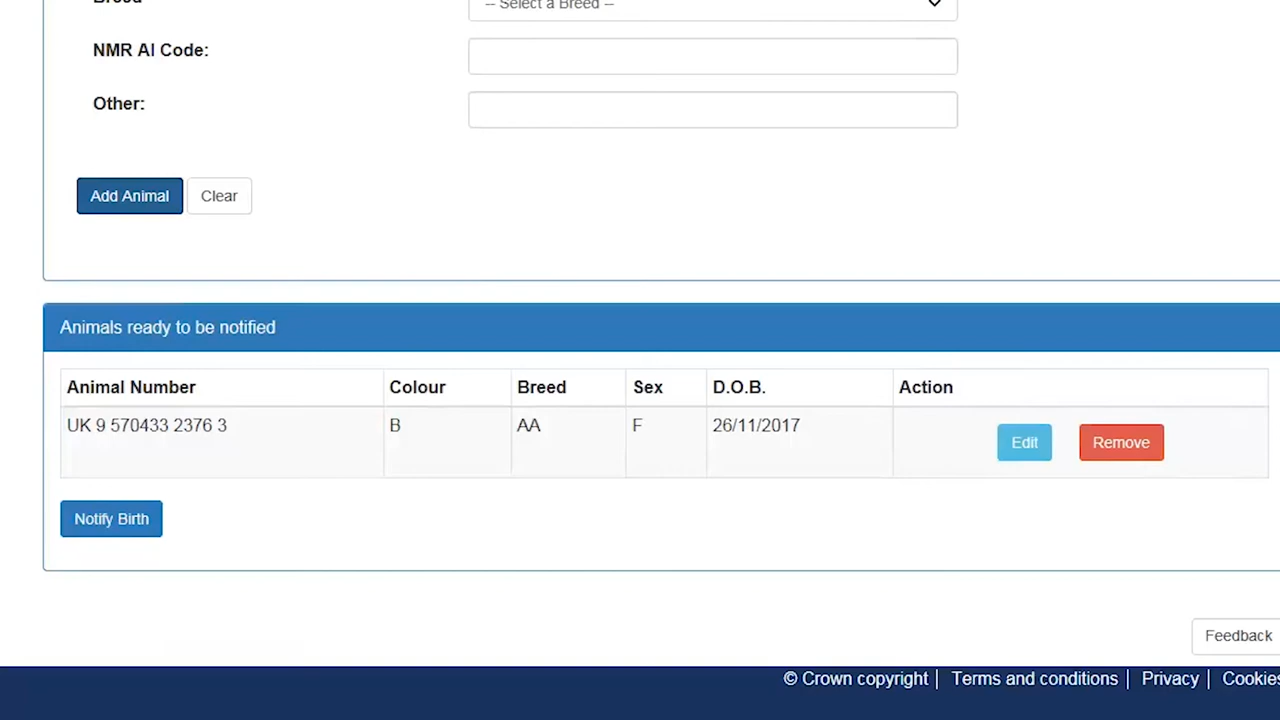 Breed
-- Select a Breed --
NMR AI Code:
Other:
Add Animal Clear
Animals ready to be notified
Animal Number Colour Breed Sex D.O.B. Action
UK 9 570433 2376 3 B AA F 26/11/2017 Edit Remove
Notify Birth
Feedback
© Crown copyright | Terms and conditions | Privacy | Cookies